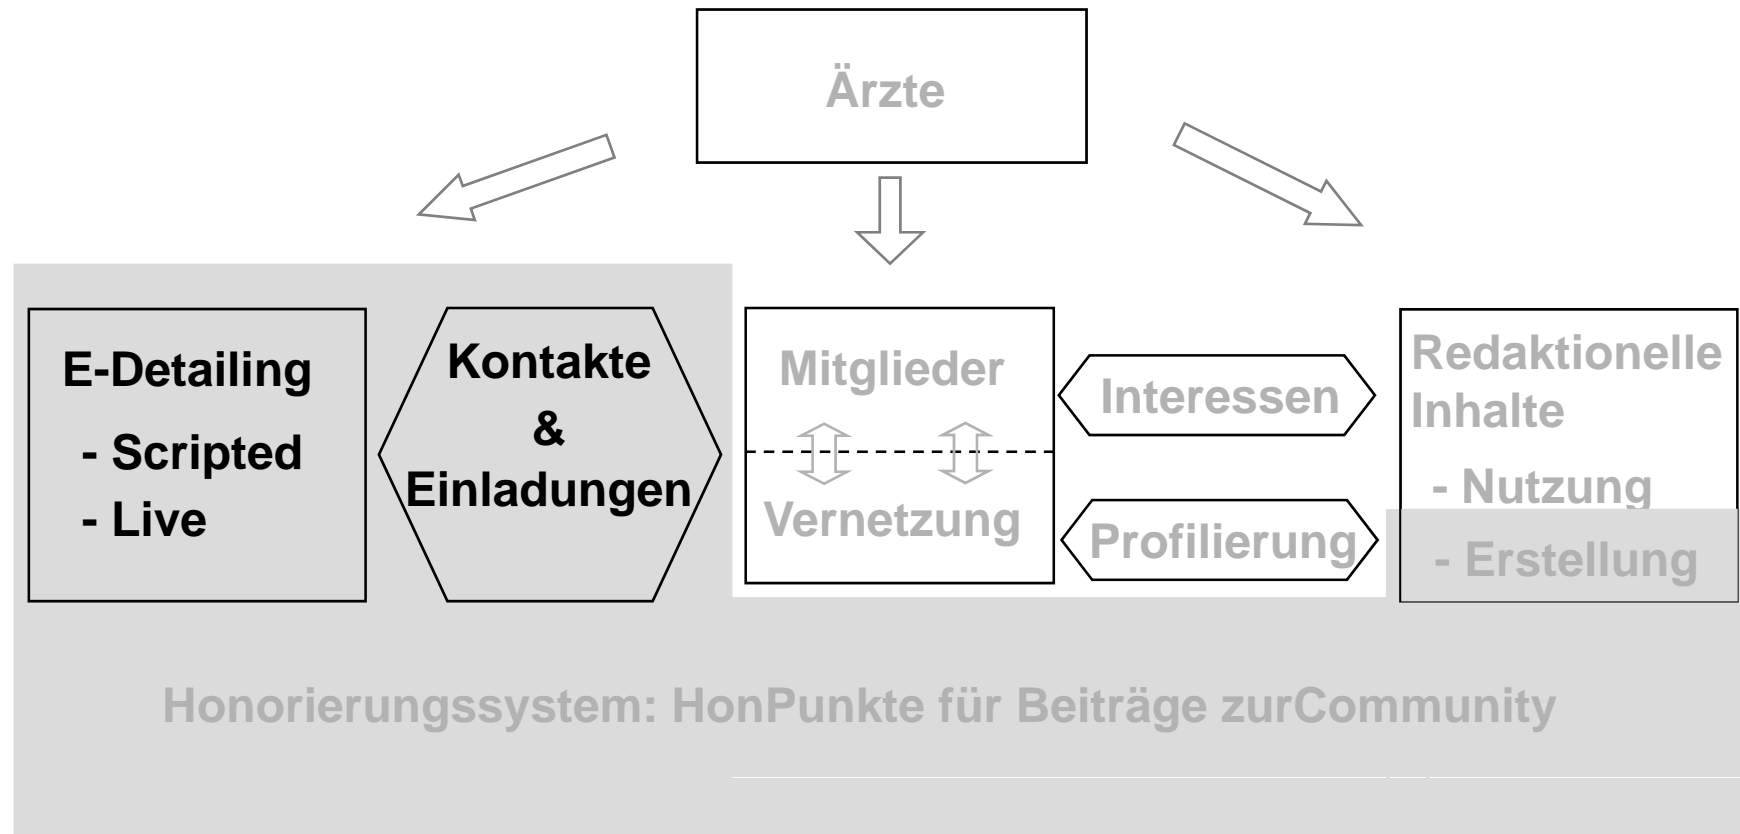 Ärzte
E-Detailing
- Scripted
- Live
Kontakte
&
Einladungen
Mitglieder
Vernetzung
Interessen
Profilierung
Redaktionelle
Inhalte
- Nutzung
- Erstellung
Honorierungssystem: HonPunkte für Beiträge zurCommunity